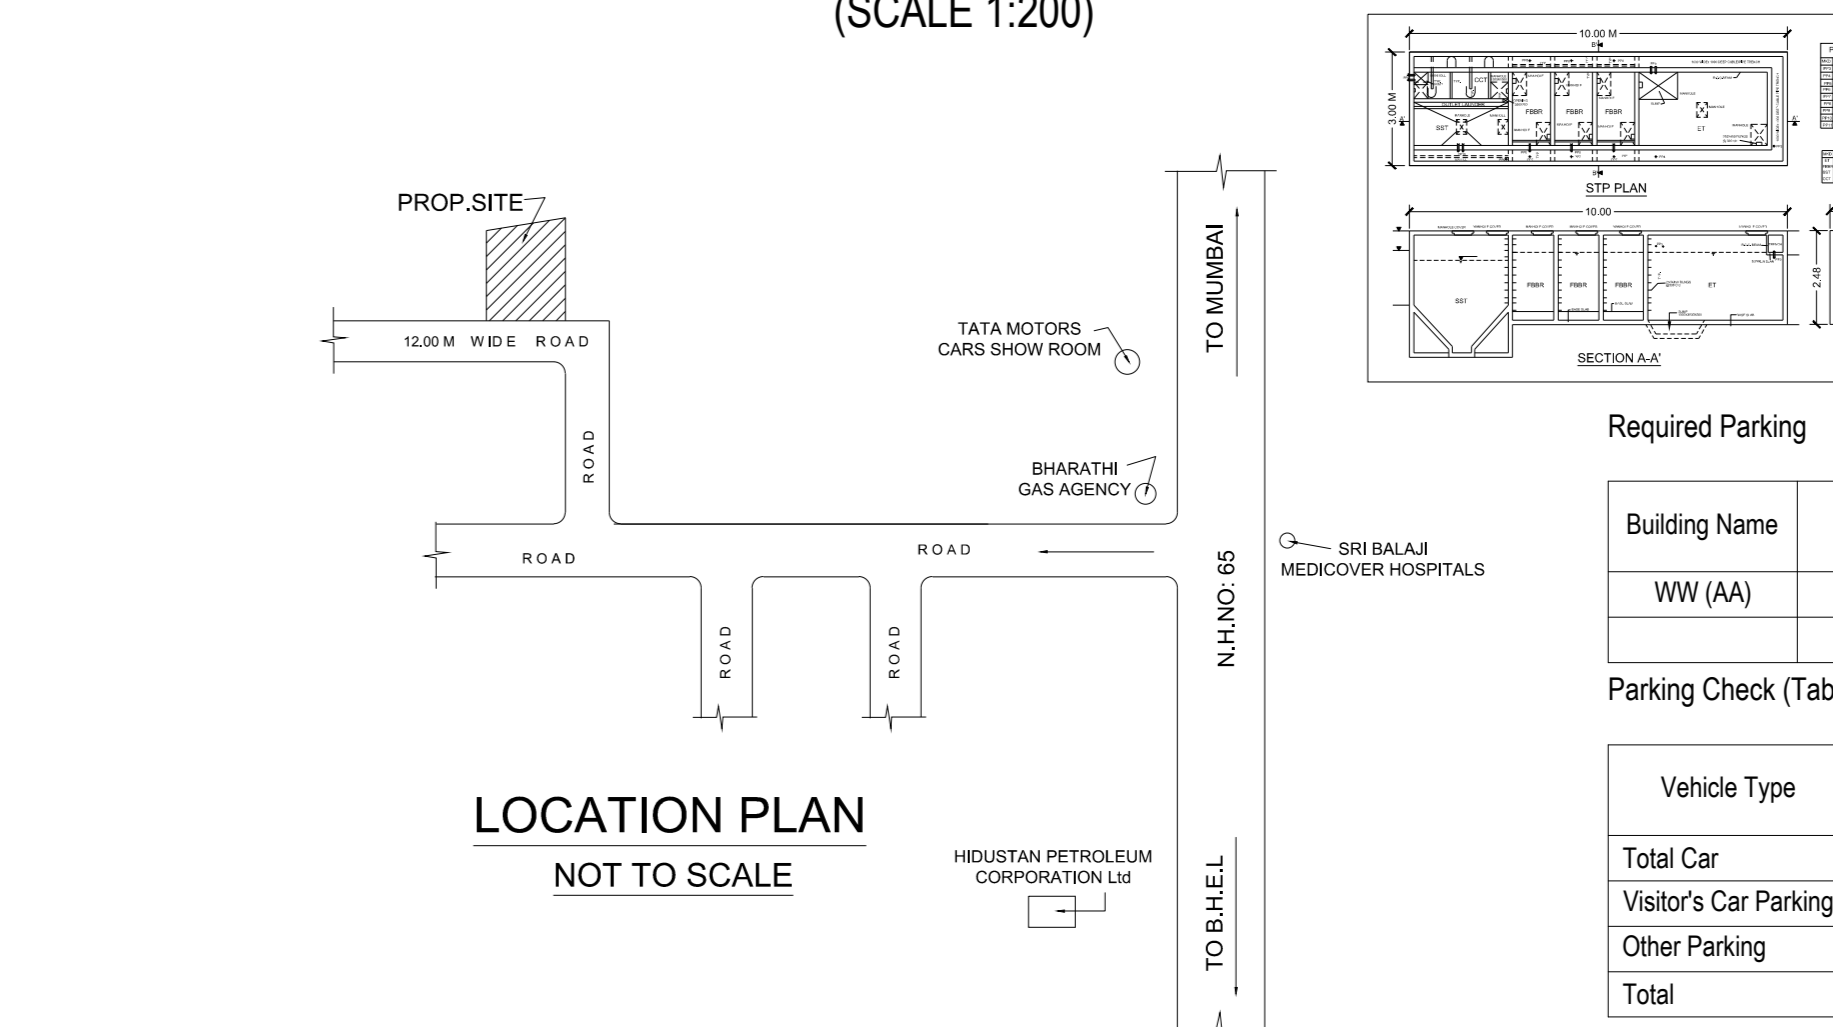 (SCALE 1:200)
PROP.SITE
12.00 M WIDE ROAD
ROAD
ROAD
ROAD
ROAD
ROAD
TATA MOTORS
CARS SHOW ROOM
BHARATHI
GAS AGENCY
TO MUMBAI
N.H.NO: 65
TO B.H.E.L
SRI BALAJI
MEDICOVER HOSPITALS
HIDUSTAN PETROLEUM
CORPORATION Ltd
LOCATION PLAN
NOT TO SCALE
10.00 M
B'
3.00 M
CCT
OUTLET LAUNDER
SST
FBBR
FBBR
FBBR
ET
A'
A'
B'
STP PLAN
10.00
SST
FBBR
FBBR
FBBR
ET
2.48
SECTION A-A'
Required Parking
Building Name
WW (AA)
Parking Check (Tab
Vehicle Type
Total Car
Visitor's Car Parking
Other Parking
Total